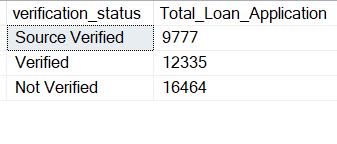 verification_status Total_Loan_Application
Source Verified 9777
Verified 12335
Not Verified 16464